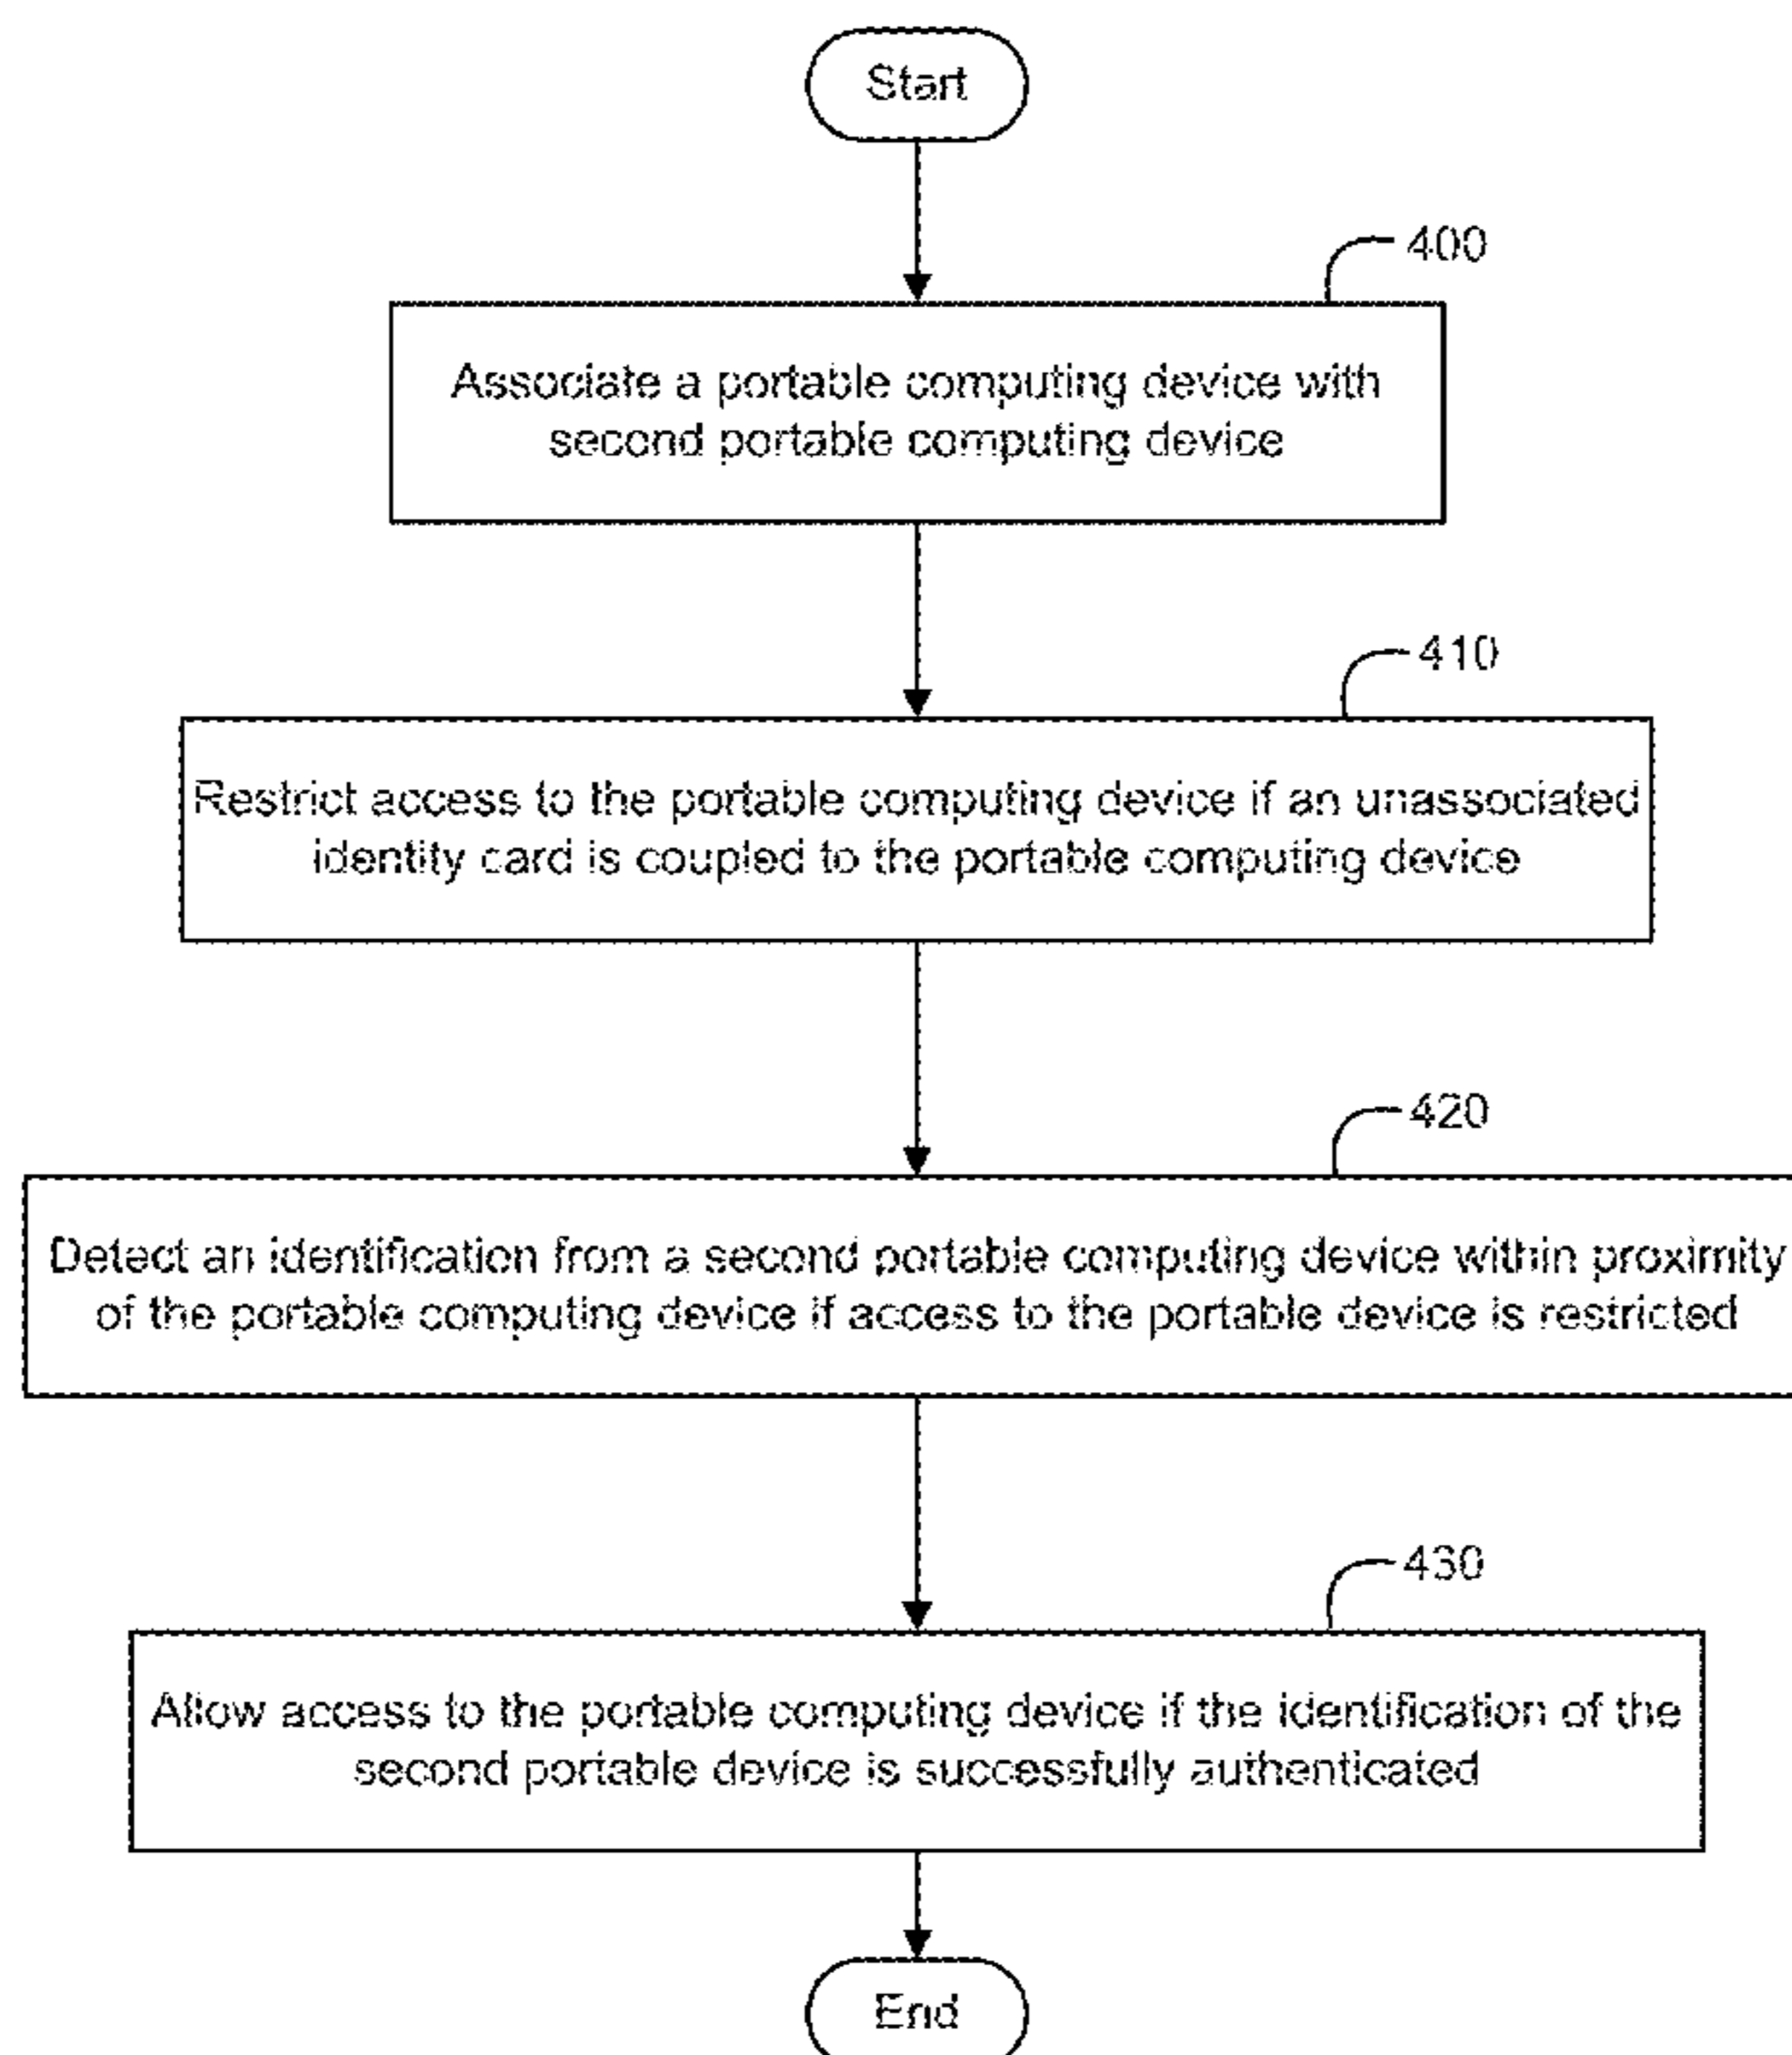 Start
400
Associate a portable computing device with
second portable computing device
410
Restrict access to the portable computing device if an unassociated
identity card is coupled to the portable computing device
420
Detect an identification from a second portable computing device within proximity
of the portable computing device if access to the portable device is restricted
430
Allow access to the portable computing device if the identification of the
second portable device is successfully authenticated
End